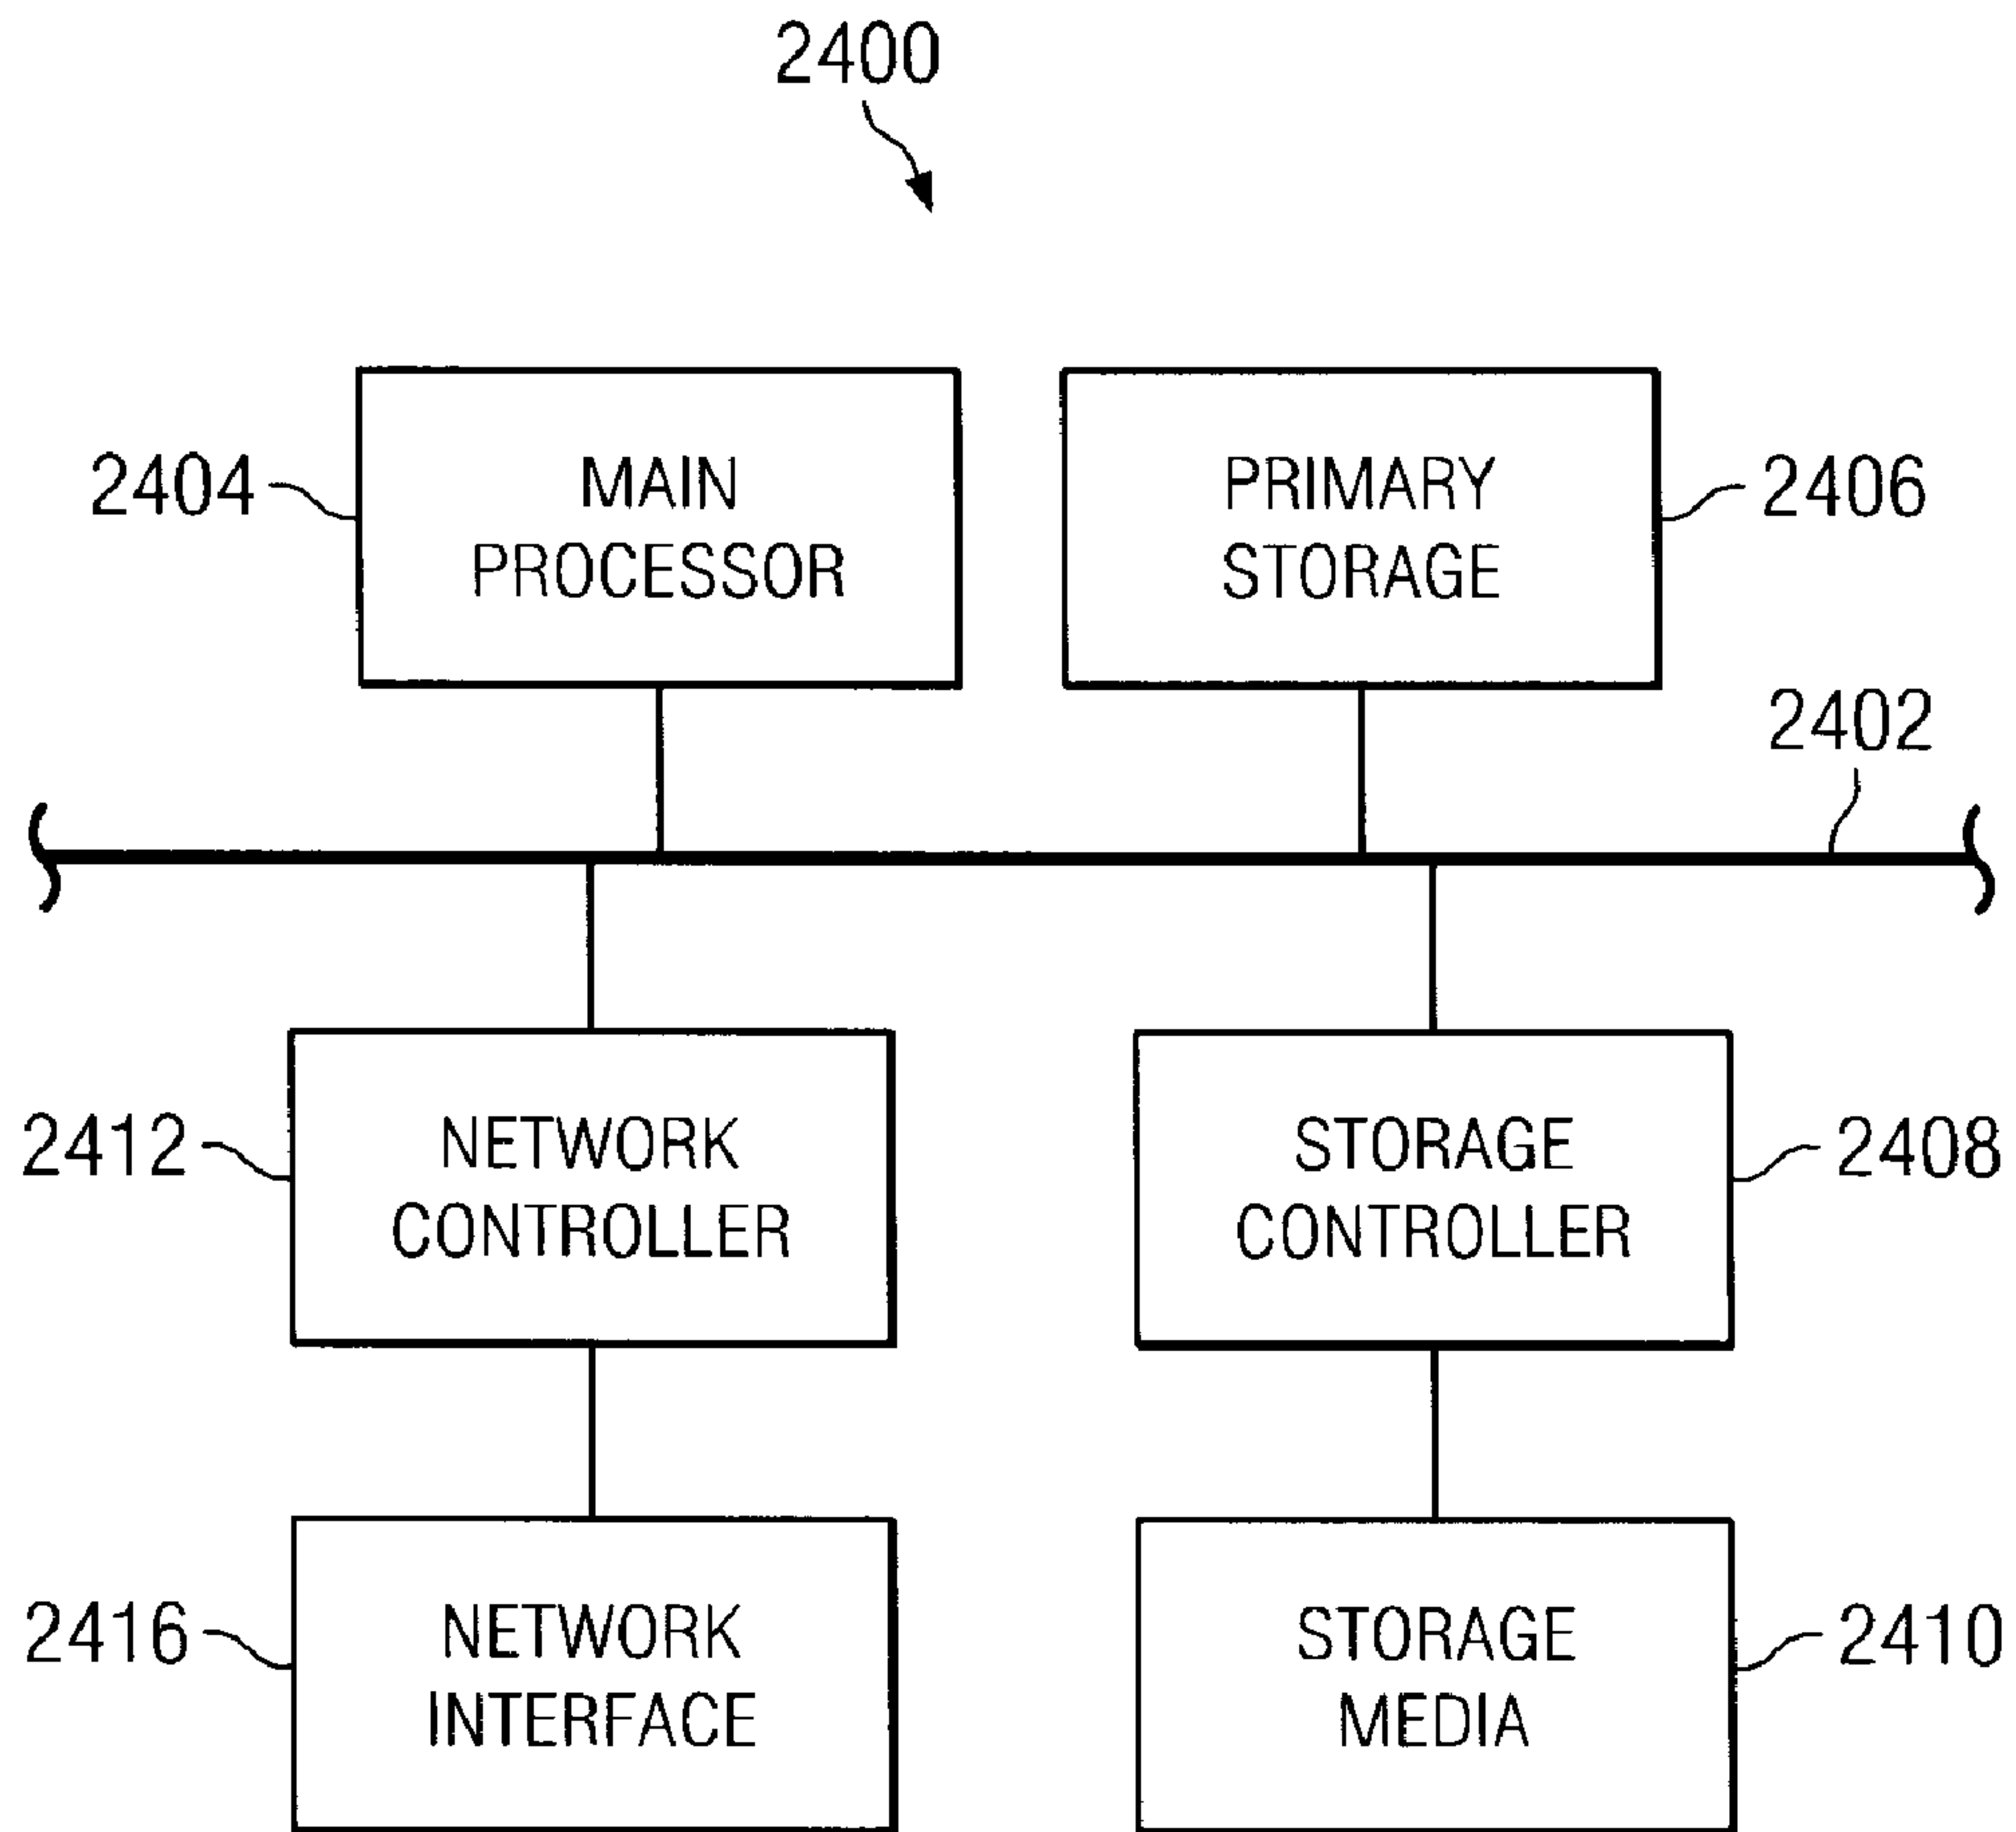 2400
2404
MAIN
PROCESSOR
PRIMARY
STORAGE
2406
2402
2412
NETWORK
CONTROLLER
STORAGE
CONTROLLER
2408
2416
NETWORK
INTERFACE
STORAGE
MEDIA
2410